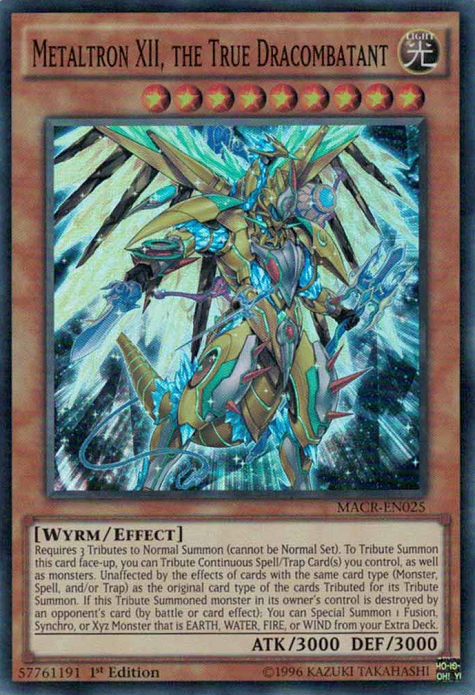 METALTRON XII, THE TRUE DRACOMBATANT
LIGHT
光
MACR-EN025
[WYRM/EFFECT]
Requires 3 Tributes to Normal Summon (cannot be Normal Set). To Tribute Summon
this card face-up, you can Tribute Continuous Spell/Trap Card(s) you control, as well
as monsters. Unaffected by the effects of cards with the same card type (Monster,
Spell, and/or Trap) as the original card type of the cards Tributed for its Tribute
Summon. If this Tribute Summoned monster in its owner's control is destroyed by
an opponent's card (by battle or card effect): You can Special Summon 1 Fusion,
Synchro, or Xyz Monster that is EARTH, WATER, FIRE, or WIND from your Extra Deck.
ATK/3000 DEF/3000
57761191 1st Edition ©1996 KAZUKI TAKAHASHI